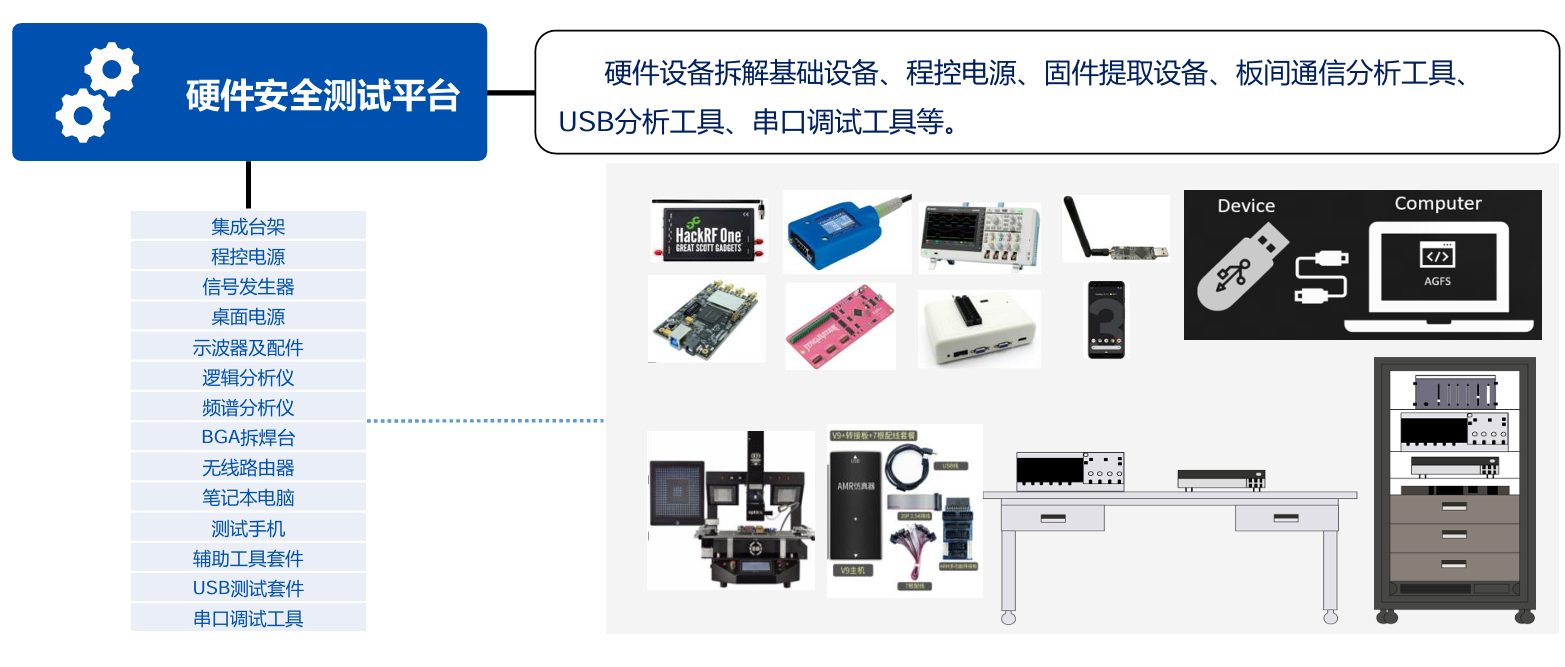 硬件安全测试平台
硬件设备拆解基础设备、程控电源、固件提取设备、板间通信分析工具、
USB分析工具、串口调试工具等。
集成台架
程控电源
信号发生器
桌面电源
示波器及配件
逻辑分析仪
频谱分析仪
BGA拆焊台
无线路由器
笔记本电脑
测试手机
辅助工具套件
USB测试套件
串口调试工具
HackRF One
GREAT SCOTT GADGETS
Device
Computer
</>
AGFS
3
V9+转接板+7根配线套餐
USB
AMR仿真器
USB线
20P 2.54排线
V9主机
7根配线
ARM多功能转接板